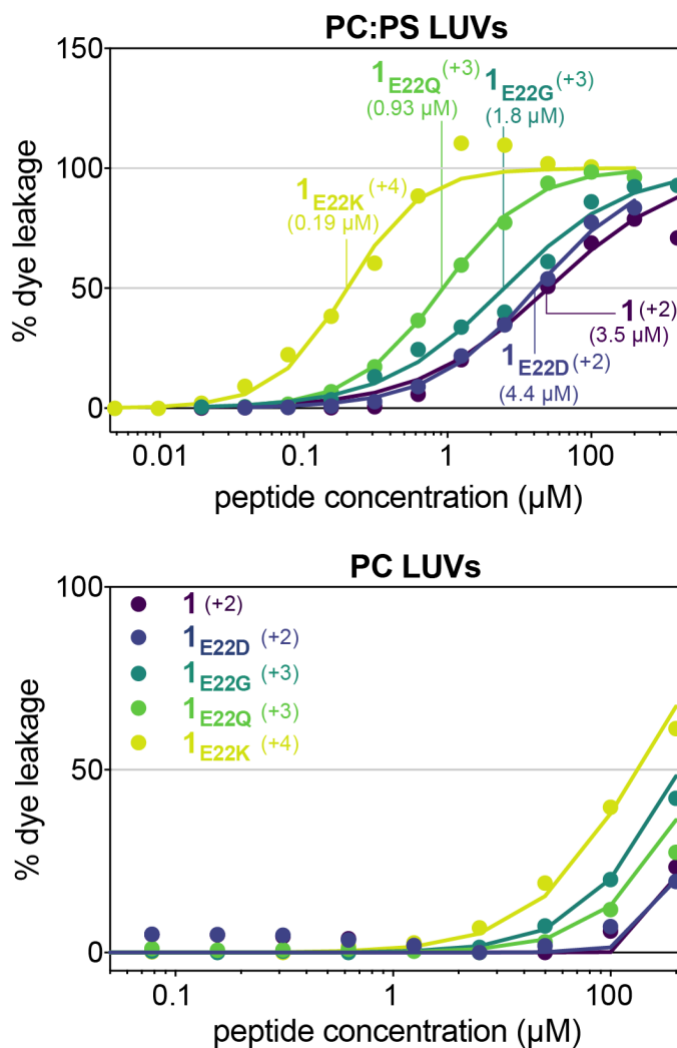 PC:PS LUVs
150
100
50
0
% dye leakage
1E22Q (+3)
(0.93 µM)
1E22G (+3)
(1.8 µM)
1E22K (+4)
(0.19 µM)
1 (+2)
(3.5 µM)
1E22D (+2)
(4.4 µM)
0.01 0.1 1 100
peptide concentration (µM)
PC LUVs
100
50
0
% dye leakage
1 (+2)
1E22D (+2)
1E22G (+3)
1E22Q (+3)
1E22K (+4)
0.1 1 100
peptide concentration (µM)